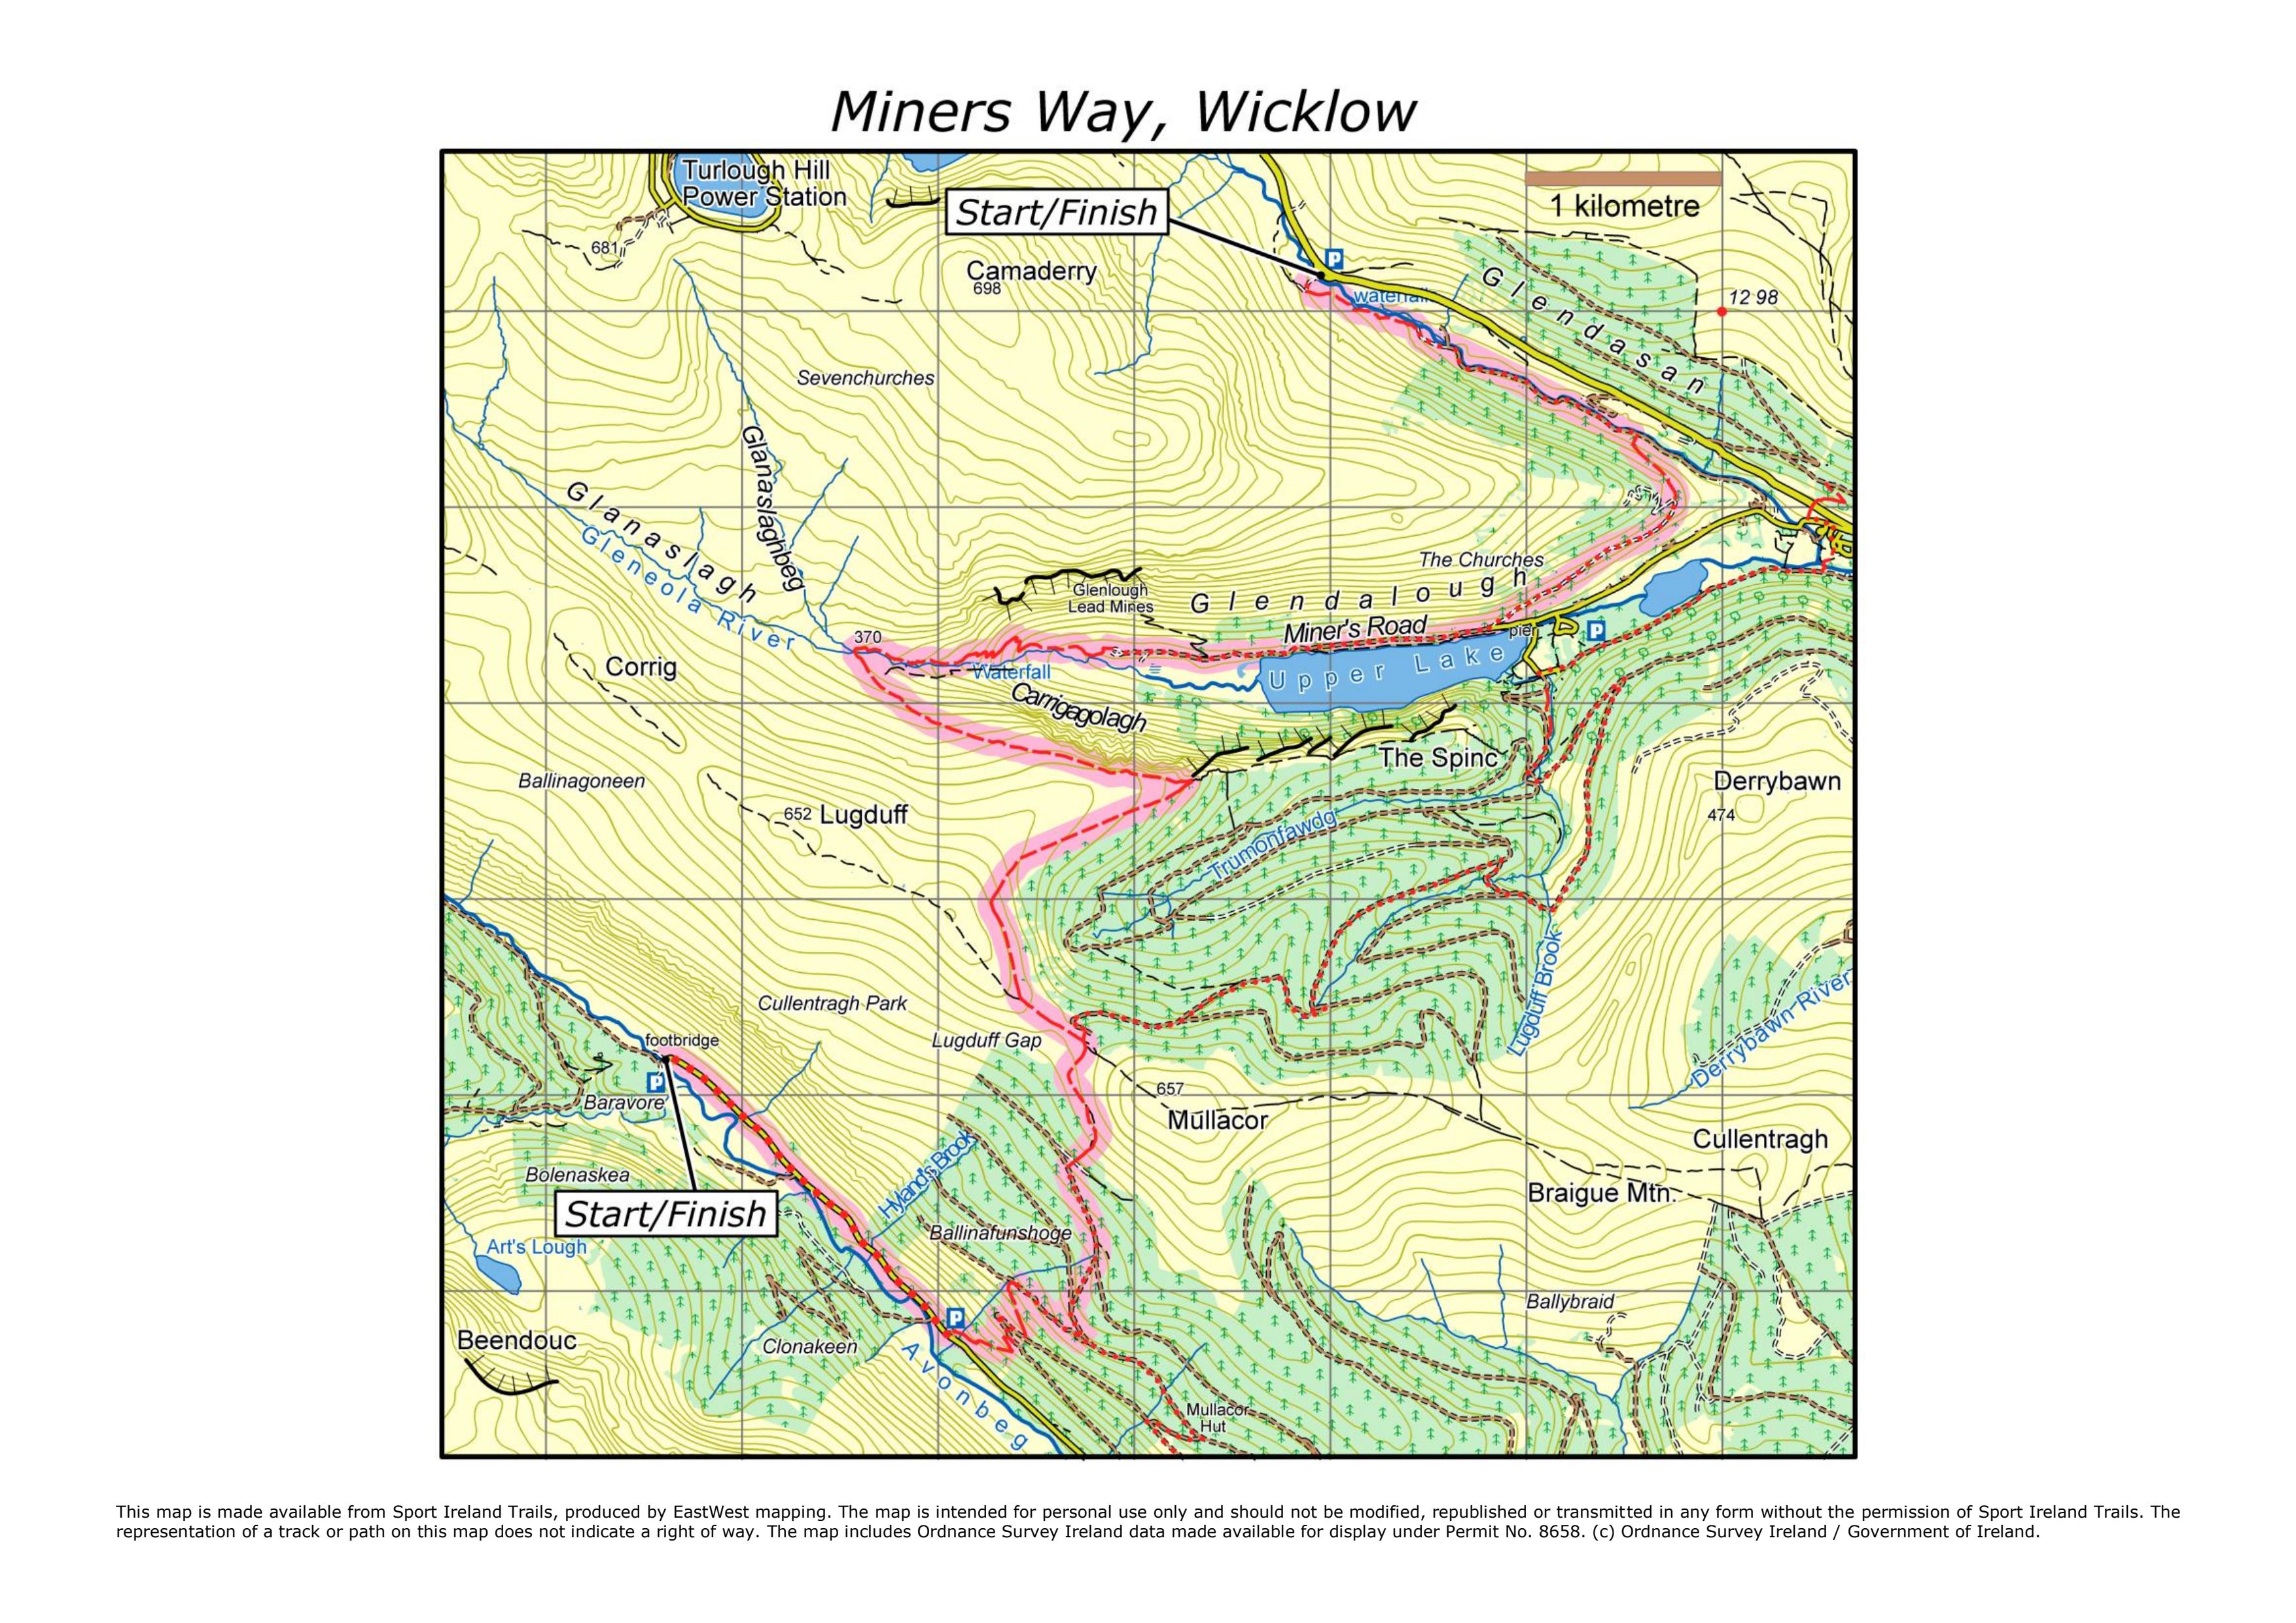 Miners Way, Wicklow
Turlough Hill
Power Station
Start/Finish
1 kilometre
681
Camaderry
698
P
waterfall
Glendasan
12 98
Sevenchurches
Glanaslaghbeg
Glanaslagh
Gleneola River
The Churches
Glenlough
Lead Mines
Glendalough
Miner's Road
pier
P
370
Upper Lake
Waterfall
Corrig
Carrigagolagh
The Spinc
Ballinagoneen
Derrybawn
474
652 Lugduff
Trumonfawdg
Lugduff Brook
Derrybawn River
Cullentragh Park
footbridge
Lugduff Gap
P
Baravore
657
Mullacor
Cullentragh
Hyland's Brook
Bolenaskea
Braigue Mtn.
Start/Finish
Ballinafunshoge
Art's Lough
Ballybraid
P
Beendouc
Clonakeen
Avonbeg
Mullacor
Hut
This map is made available from Sport Ireland Trails, produced by EastWest mapping. The map is intended for personal use only and should not be modified, republished or transmitted in any form without the permission of Sport Ireland Trails. The
representation of a track or path on this map does not indicate a right of way. The map includes Ordnance Survey Ireland data made available for display under Permit No. 8658. (c) Ordnance Survey Ireland / Government of Ireland.